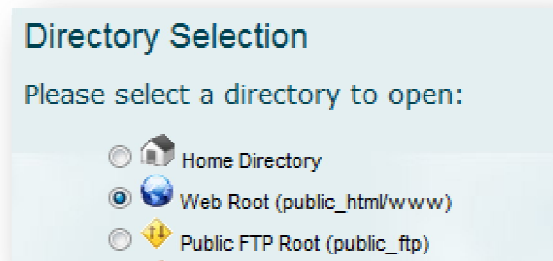 Directory Selection
Please select a directory to open:
Home Directory
Web Root (public_html/www)
Public FTP Root (public_ftp)